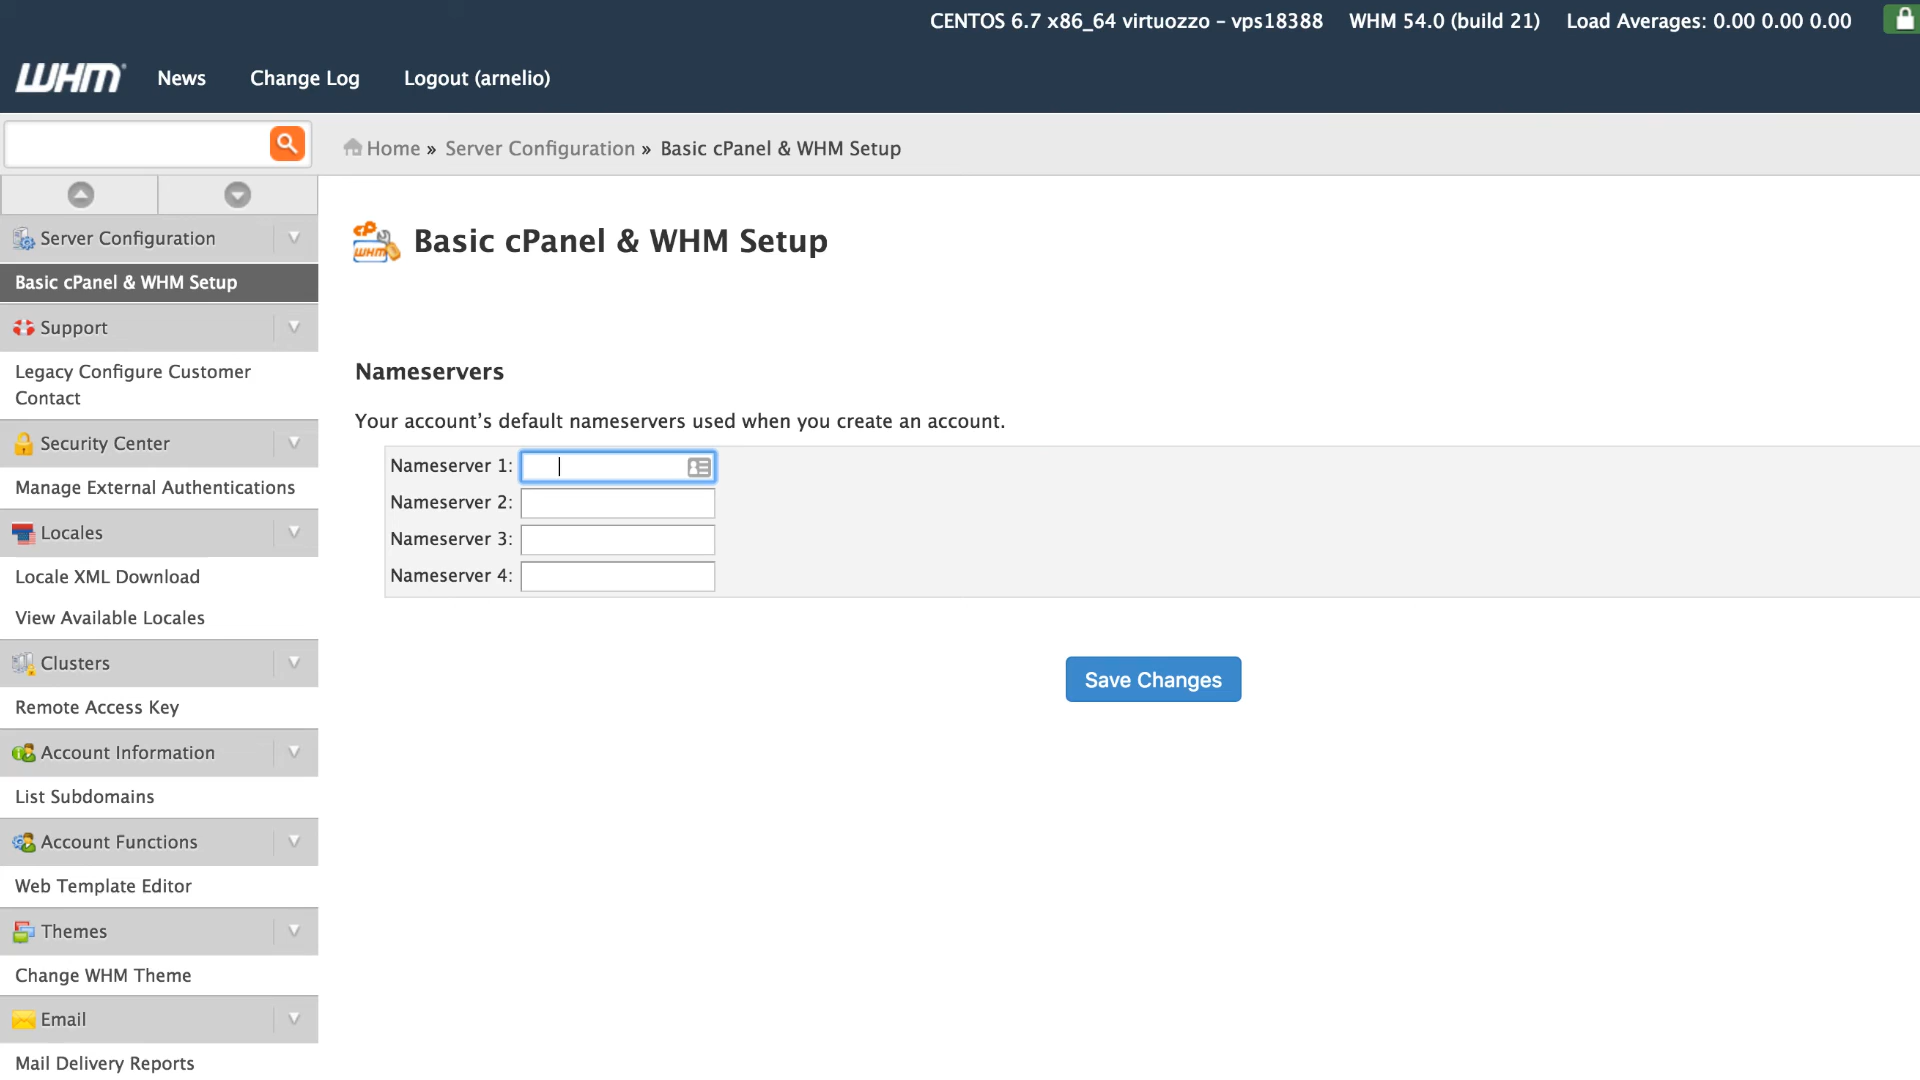 CENTOS 6.7 x86_64 virtuozzo – vps18388 WHM 54.0 (build 21) Load Averages: 0.00 0.00 0.00
WHM News Change Log Logout (arnelio)
Home » Server Configuration » Basic cPanel & WHM Setup
Server Configuration
Basic cPanel & WHM Setup
Support
Legacy Configure Customer
Contact
Security Center
Manage External Authentications
Locales
Locale XML Download
View Available Locales
Clusters
Remote Access Key
Account Information
List Subdomains
Account Functions
Web Template Editor
Themes
Change WHM Theme
Email
Mail Delivery Reports
cP
WHM
Basic cPanel & WHM Setup
Nameservers
Your account’s default nameservers used when you create an account.
Nameserver 1:
Nameserver 2:
Nameserver 3:
Nameserver 4:
Save Changes